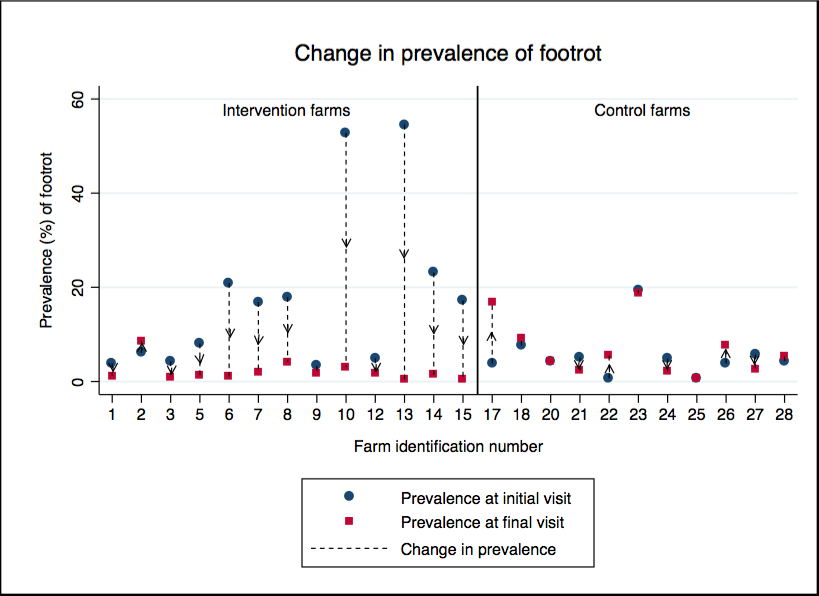 Change in prevalence of footrot
Intervention farms
Control farms
Prevalence (%) of footrot
60
40
20
0
1 2 3 5 6 7 8 9 10 12 13 14 15 17 18 20 21 22 23 24 25 26 27 28
Farm identification number
Prevalence at initial visit
Prevalence at final visit
Change in prevalence